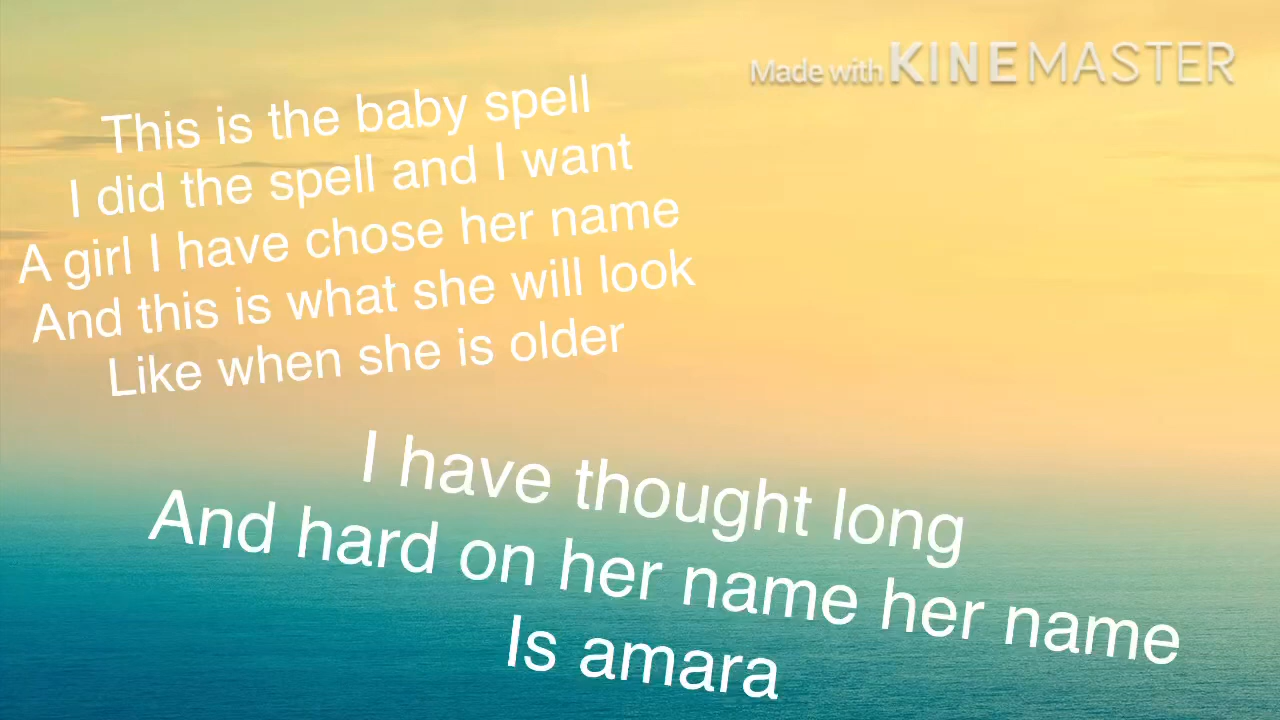 Made with KINEMASTER
This is the baby spell
I did the spell and I want
A girl I have chose her name
And this is what she will look
Like when she is older
I have thought long
And hard on her name her name
Is amara